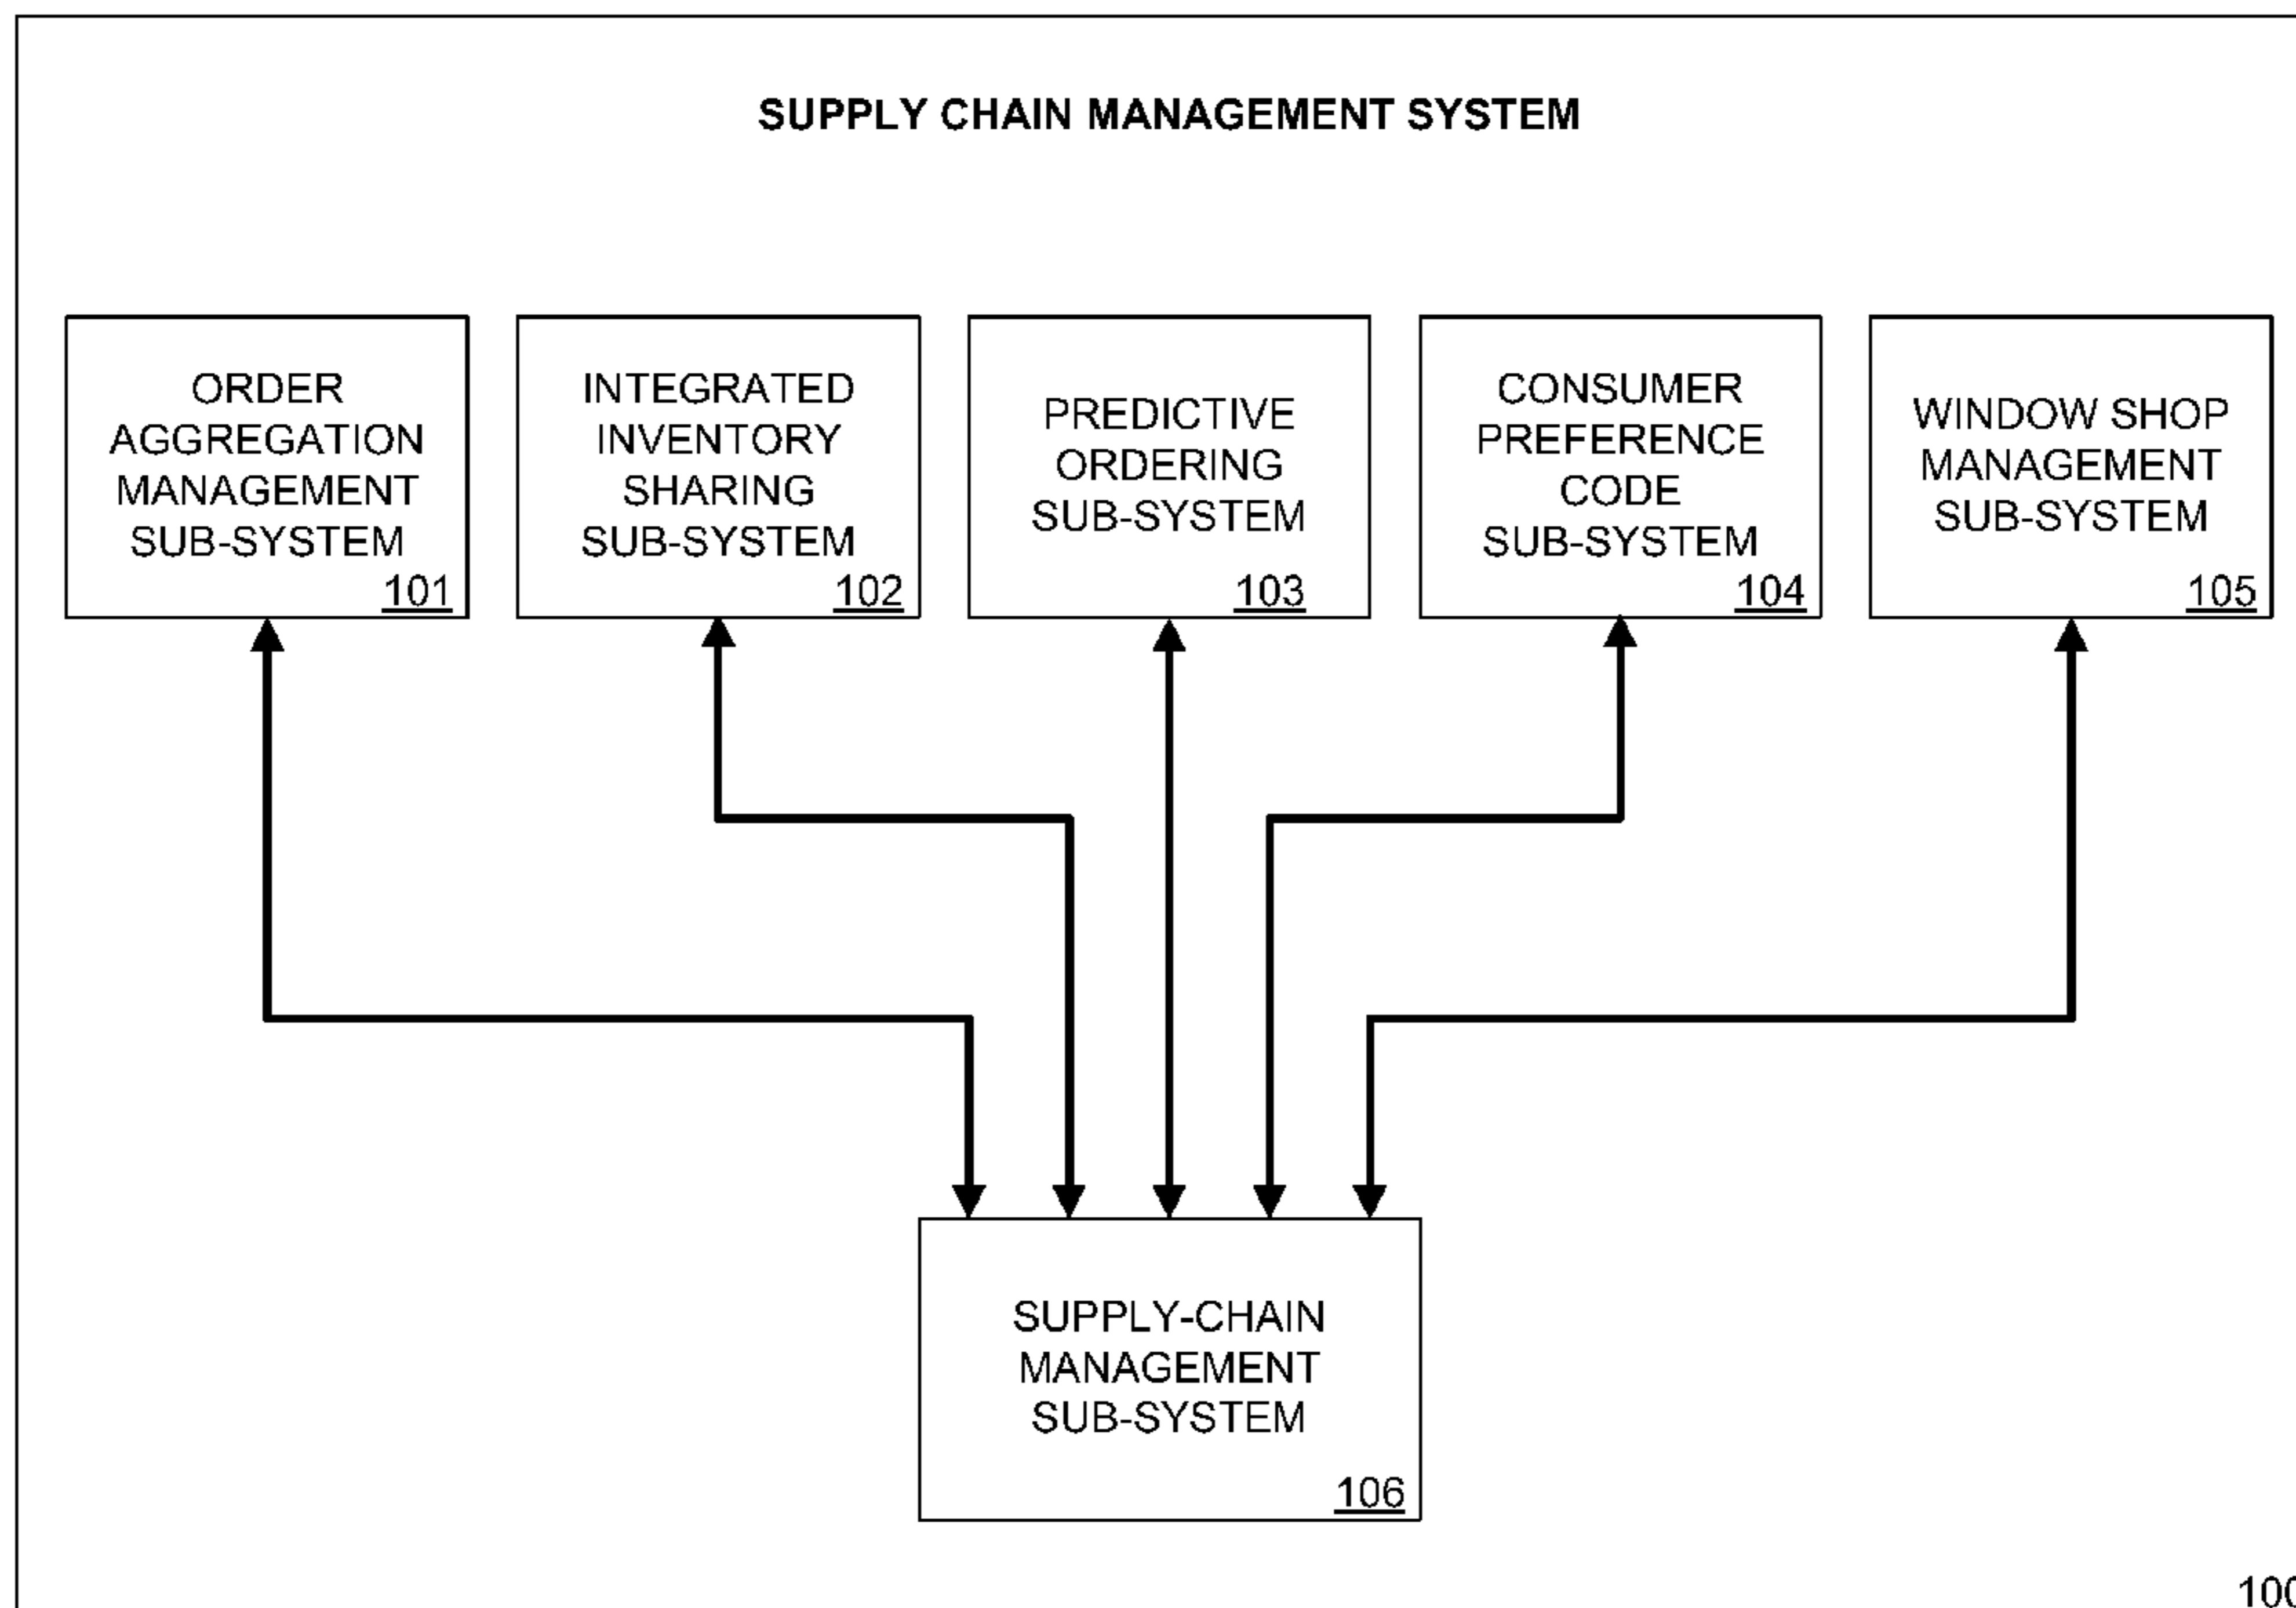 SUPPLY CHAIN MANAGEMENT SYSTEM
ORDER
AGGREGATION
MANAGEMENT
SUB-SYSTEM
101
INTEGRATED
INVENTORY
SHARING
SUB-SYSTEM
102
PREDICTIVE
ORDERING
SUB-SYSTEM
103
CONSUMER
PREFERENCE
CODE
SUB-SYSTEM
104
WINDOW SHOP
MANAGEMENT
SUB-SYSTEM
105
SUPPLY-CHAIN
MANAGEMENT
SUB-SYSTEM
106
100